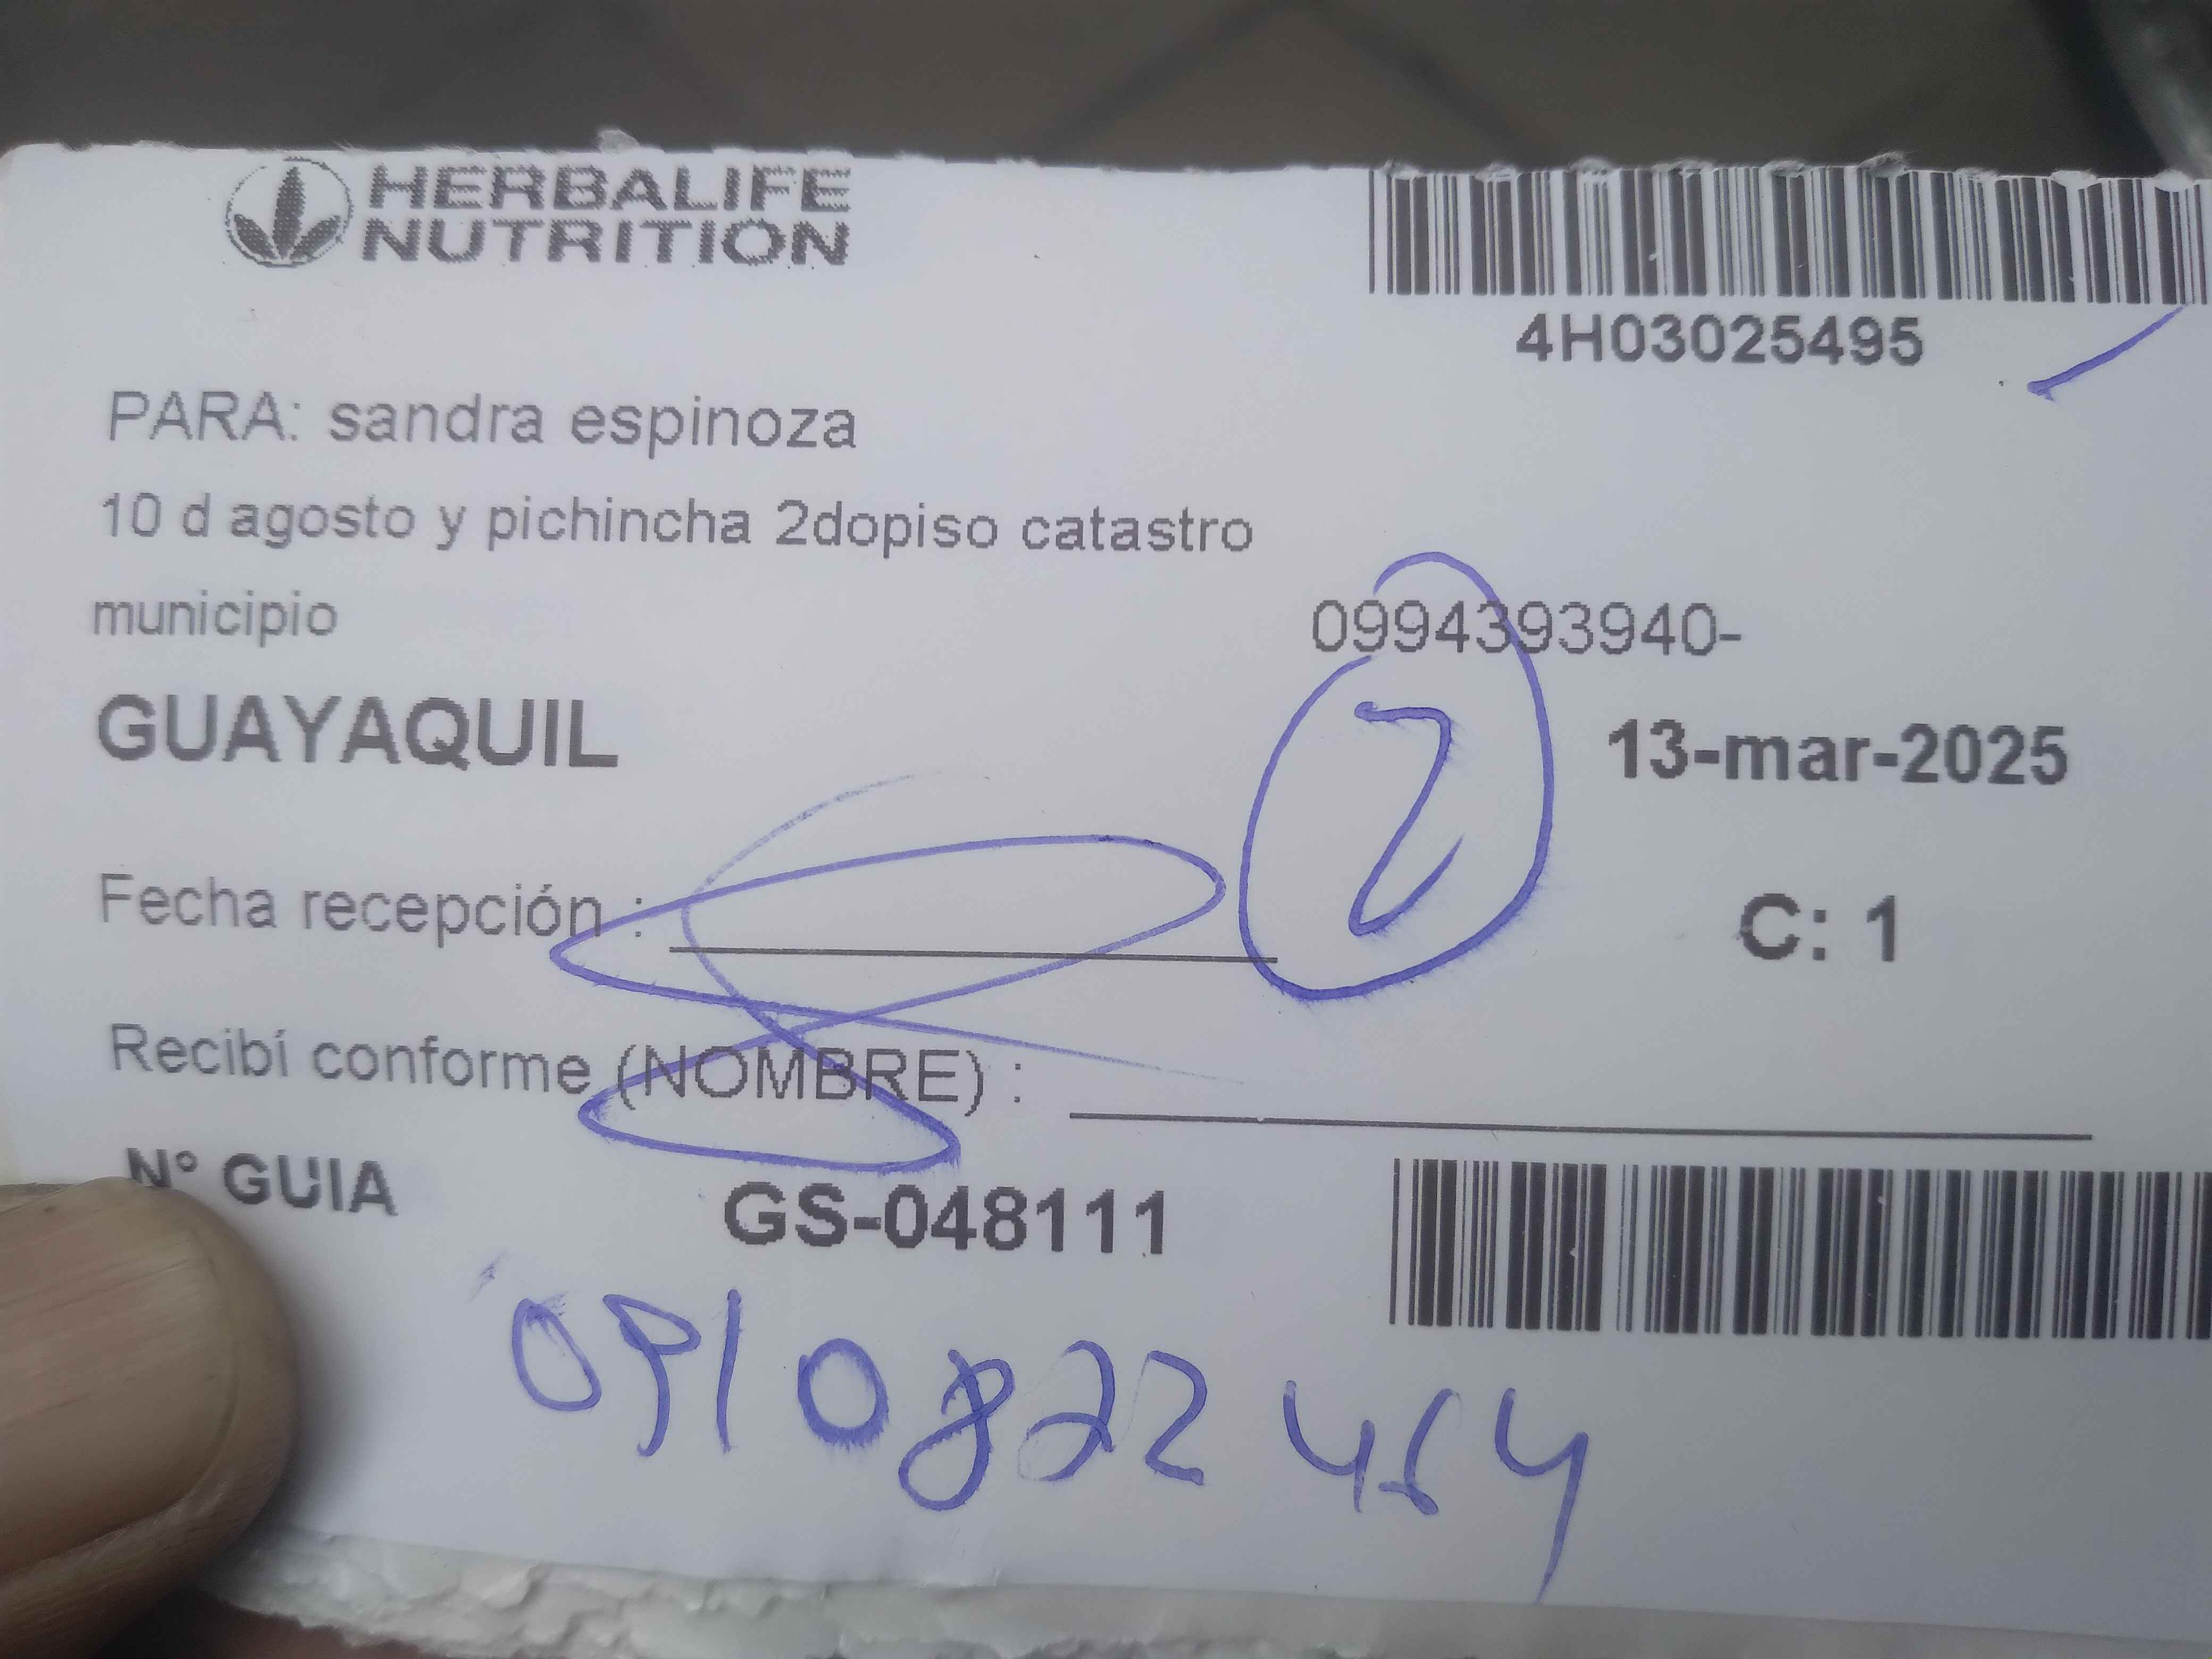 HERBALIFE
NUTRITION
4H03025495
PARA: sandra espinoza
10 d agosto y pichincha 2dopiso catastro
municipio
0994393940-
GUAYAQUIL
2
13-mar-2025
Fecha recepción :
C: 1
Recibí conforme (NOMBRE) :
N° GUIA
GS-048111